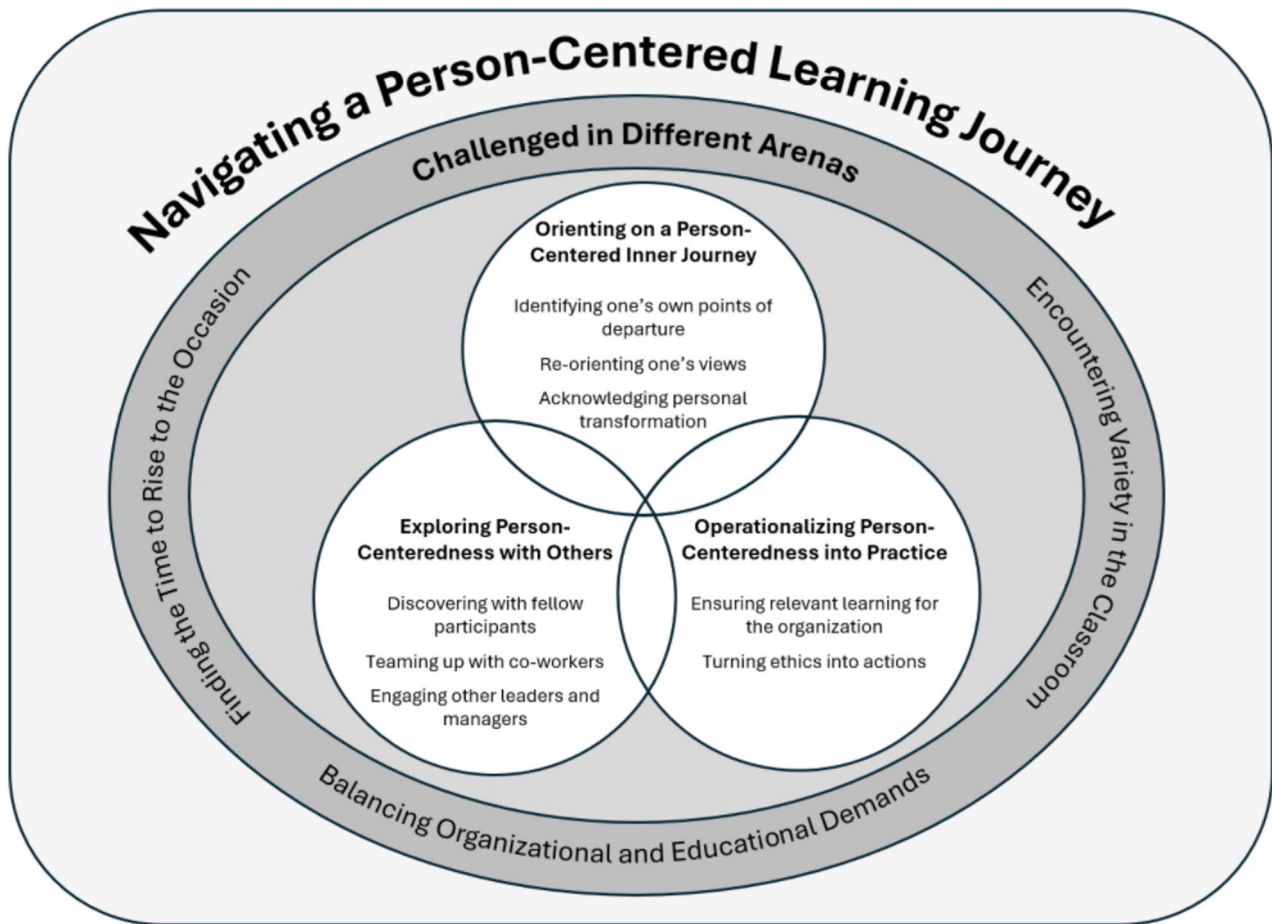 Navigating a Person-Centered Learning Journey
Challenged in Different Arenas
Orienting on a Person-
Centered Inner Journey
Identifying one’s own points of
departure
Re-orienting one’s views
Acknowledging personal
transformation
Exploring Person-
Centeredness with Others
Discovering with fellow
participants
Teaming up with co-workers
Engaging other leaders and
managers
Operationalizing Person-
Centeredness into Practice
Ensuring relevant learning for
the organization
Turning ethics into actions
Finding the Time to Rise to the Occasion
Encountering Variety in the Classroom
Balancing Organizational and Educational Demands